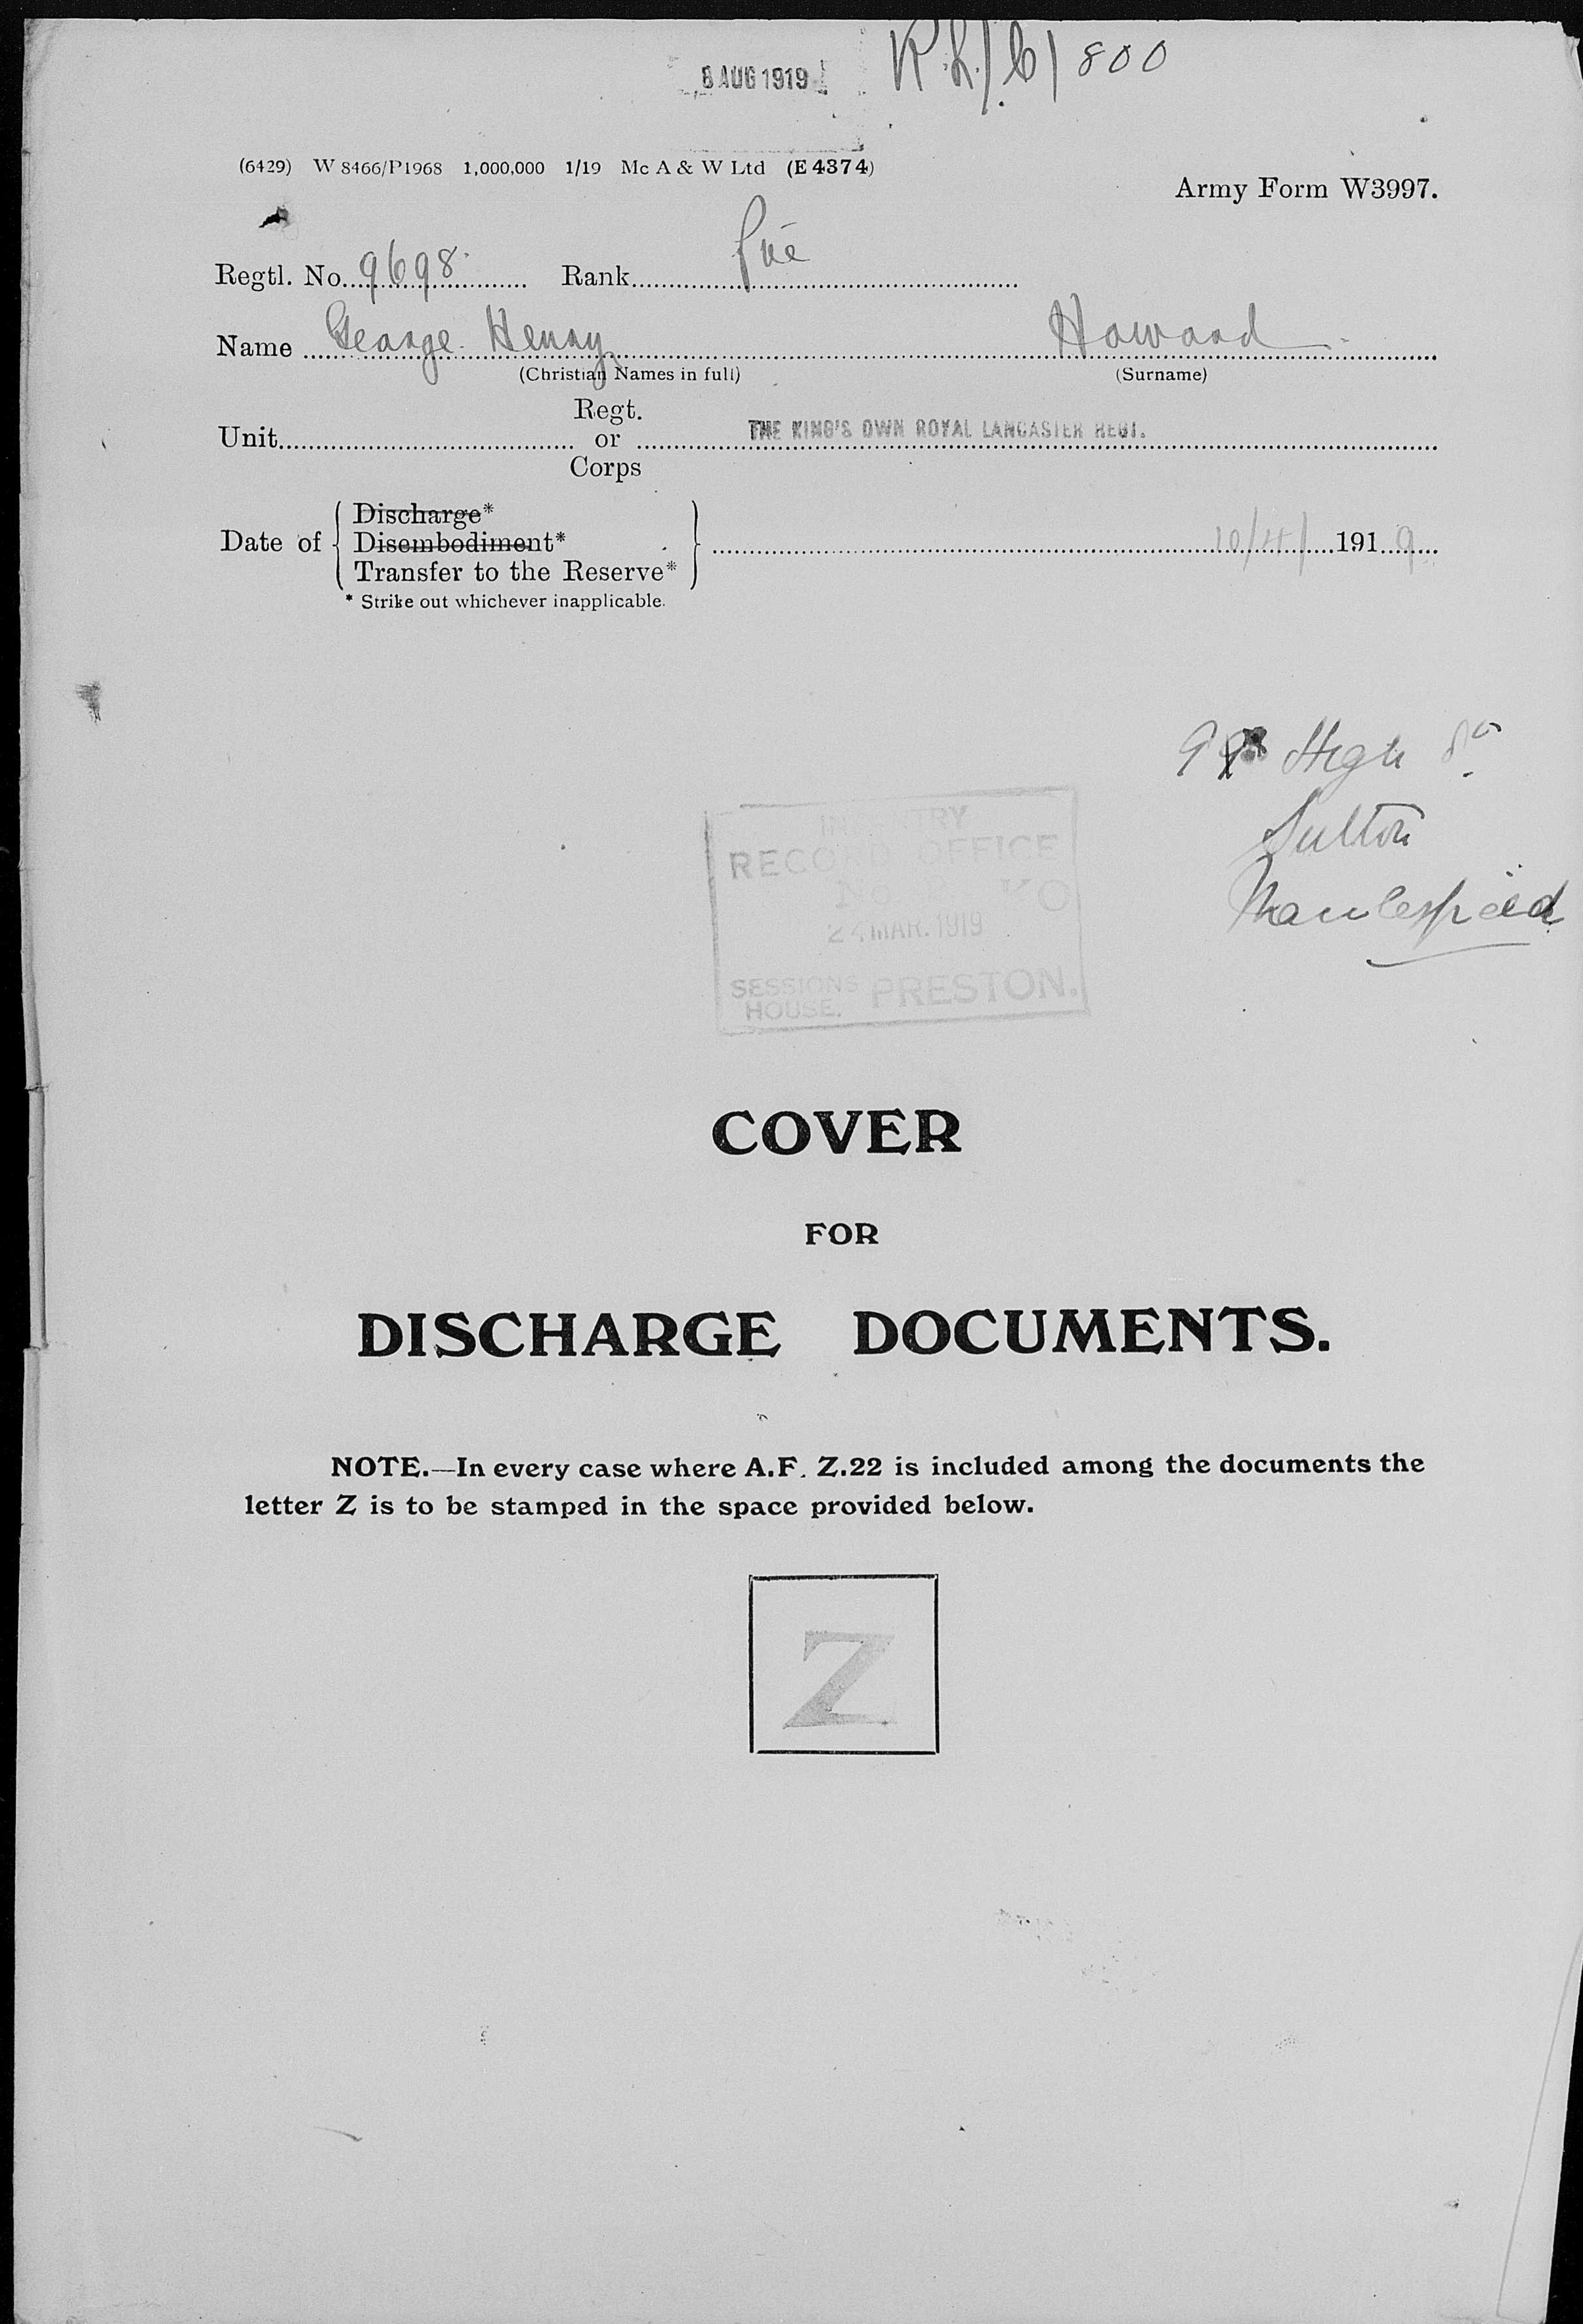 8 AUG 1919
R.L./C/ 800
(6429) W 8466/P1968 1,000,000 1/19 Mc A & W Ltd (E 4374)
Army Form W3997.
Regtl. No. 9698. Rank Pte
Name George Henry Howard
(Christian Names in full) (Surname)
Unit Regt. or Corps THE KING'S OWN ROYAL LANCASTER REGT.
Date of
Discharge*
Disembodiment*
Transfer to the Reserve*
10/4/ 1919
* Strike out whichever inapplicable.
High St
Sutton
Macclesfield
INFANTRY
RECORD OFFICE
No 2
24 MAR. 1919
SESSIONS HOUSE. PRESTON.
COVER
FOR
DISCHARGE DOCUMENTS.
NOTE.—In every case where A.F. Z.22 is included among the documents the
letter Z is to be stamped in the space provided below.
Z